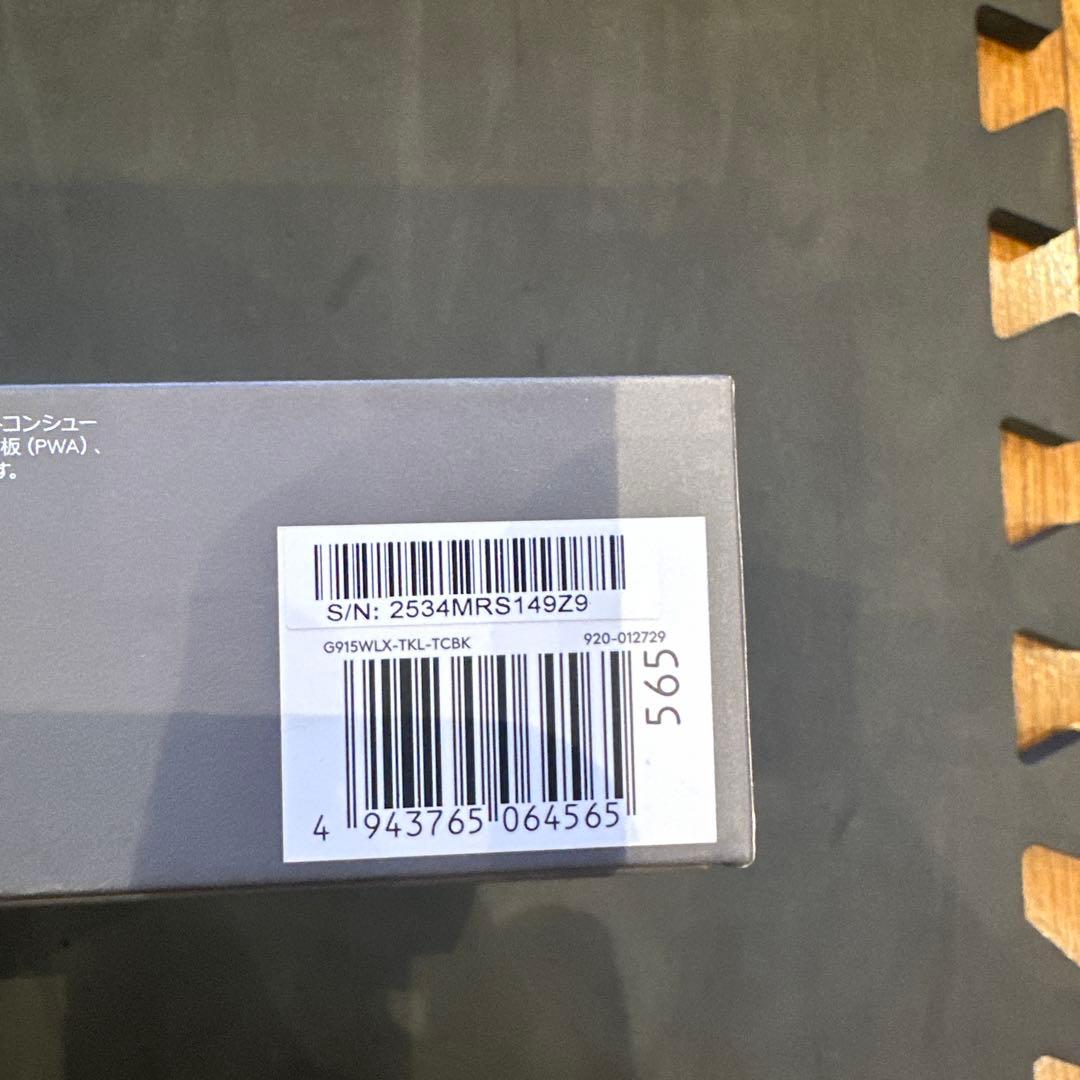 コンシュー
板 (PWA)、
す。
S/N: 2534MRS149Z9
G915WLX-TKL-TCBK 920-012729
565
4 943765 064565